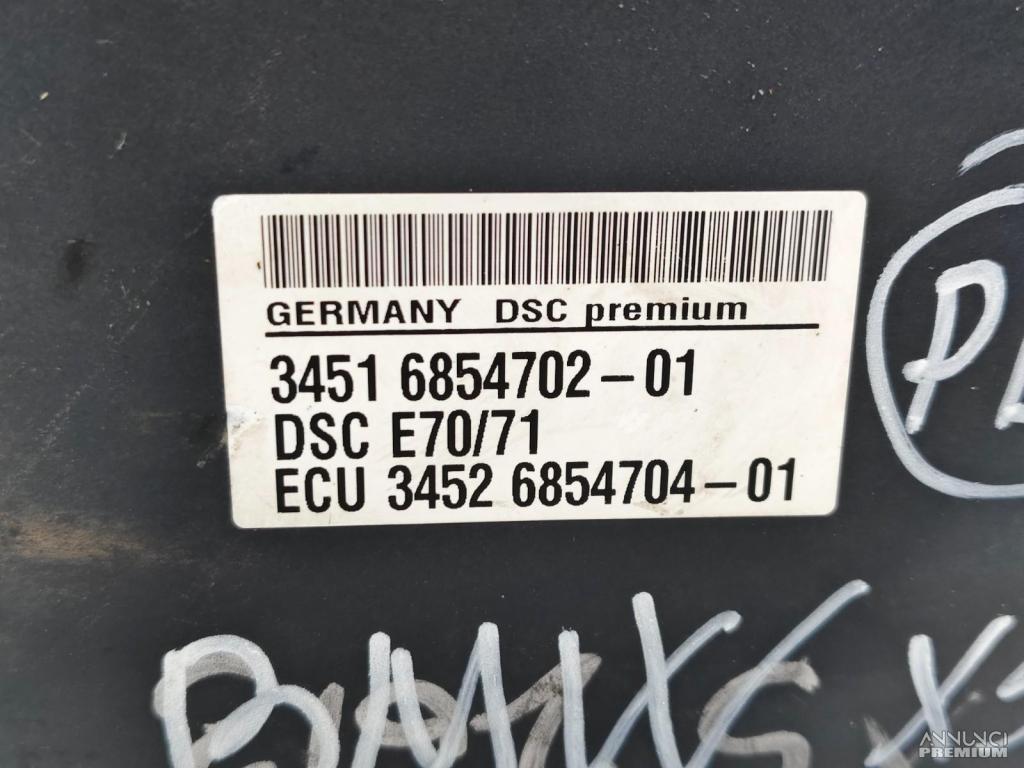 GERMANY DSC premium
3451 6854702-01
DSC E70/71
ECU 3452 6854704-01
ANNUNCI
PREMIUM